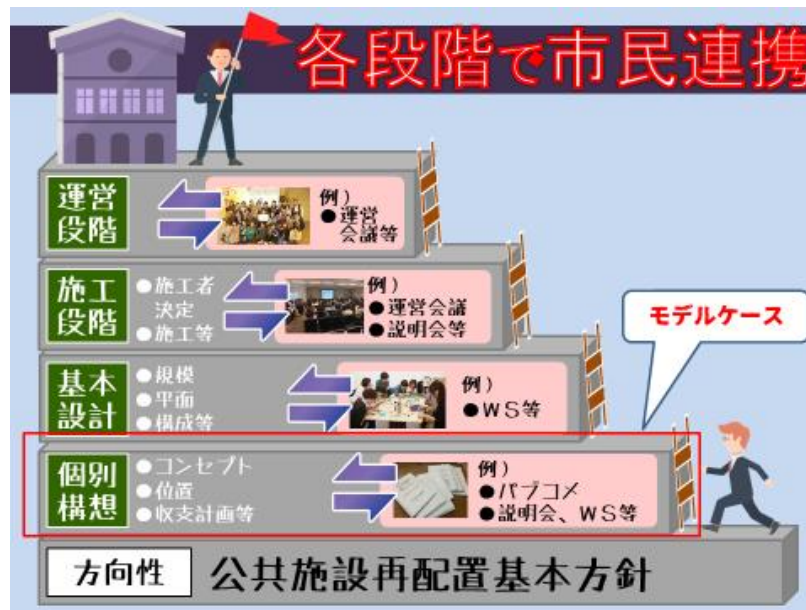 各段階で市民連携
運営
段階
例)
●運営
会議等
施工
段階
●施工者
決定
●施工等
例)
●運営会議
●説明会等
モデルケース
基本
設計
●規模
●平面
●構成等
例)
●WS等
個別
構想
●コンセプト
●位置
●収支計画等
例)
●パブコメ
●説明会、WS等
方向性
公共施設再配置基本方針